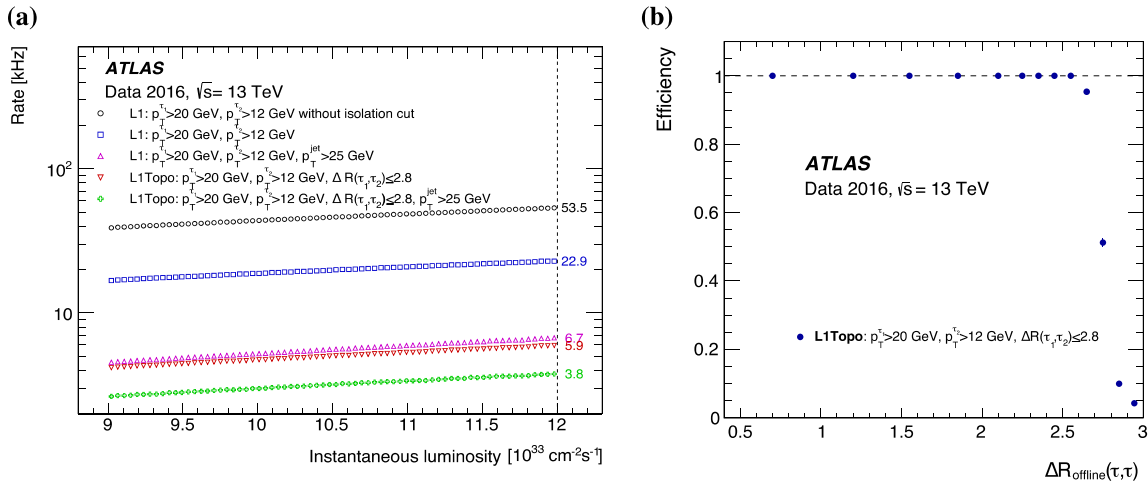 (a)
Rate [kHz]
10²
10
ATLAS
Data 2016, √s= 13 TeV
L1: p_T^τ₁>20 GeV, p_T^τ₂>12 GeV without isolation cut
L1: p_T^τ₁>20 GeV, p_T^τ₂>12 GeV
L1: p_T^τ₁>20 GeV, p_T^τ₂>12 GeV, p_T^jet>25 GeV
L1Topo: p_T^τ₁>20 GeV, p_T^τ₂>12 GeV, Δ R(τ₁,τ₂)≤2.8
L1Topo: p_T^τ₁>20 GeV, p_T^τ₂>12 GeV, Δ R(τ₁,τ₂)≤2.8, p_T^jet>25 GeV
53.5
22.9
6.7
5.9
3.8
9 9.5 10 10.5 11 11.5 12
Instantaneous luminosity [10³³ cm⁻²s⁻¹]
(b)
Efficiency
1
0.8
0.6
0.4
0.2
0
ATLAS
Data 2016, √s = 13 TeV
L1Topo: p_T^τ₁>20 GeV, p_T^τ₂>12 GeV, ΔR(τ₁,τ₂)≤2.8
0.5 1 1.5 2 2.5 3
ΔR_offline(τ,τ)